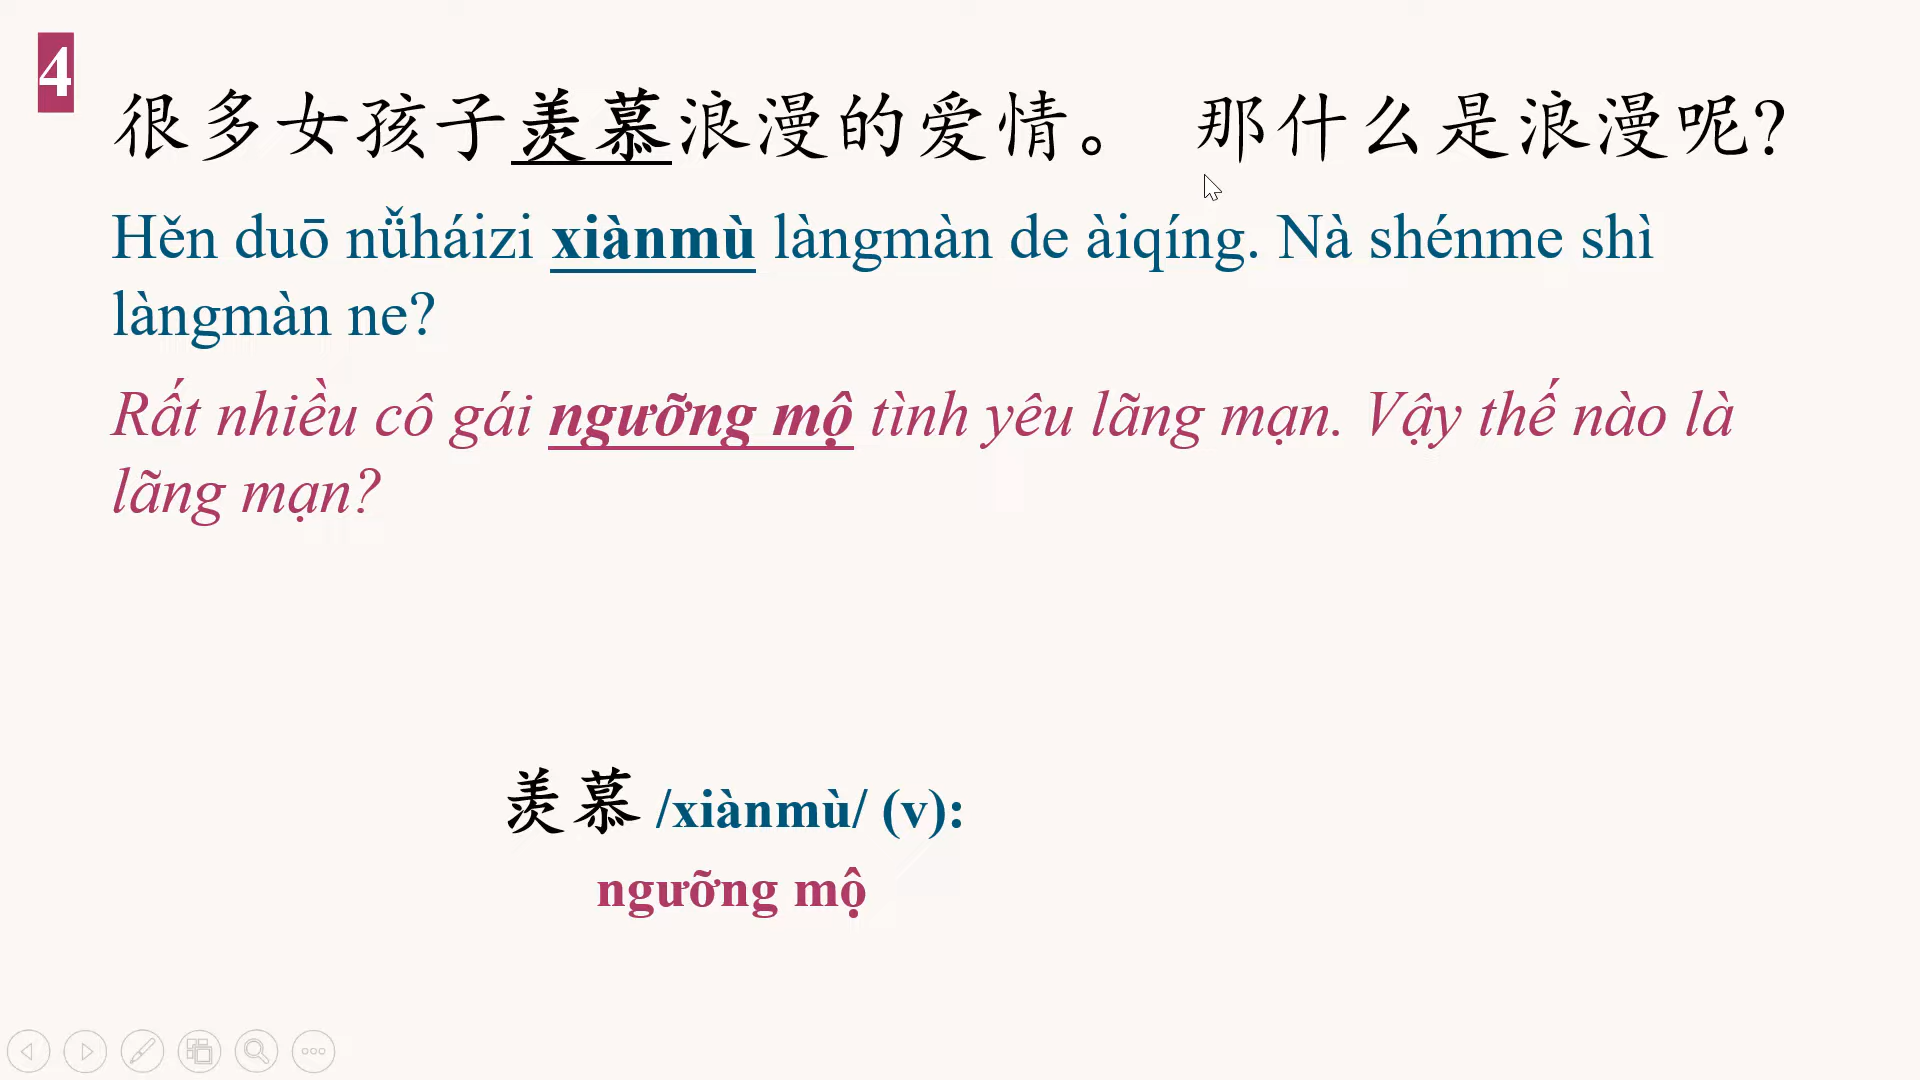 4
很多女孩子羡慕浪漫的爱情。 那什么是浪漫呢?
Hěn duō nǚháizi xiànmù làngmàn de àiqíng. Nà shénme shì
làngmàn ne?
Rất nhiều cô gái ngưỡng mộ tình yêu lãng mạn. Vậy thế nào là
lãng mạn?
羡慕 /xiànmù/ (v):
ngưỡng mộ